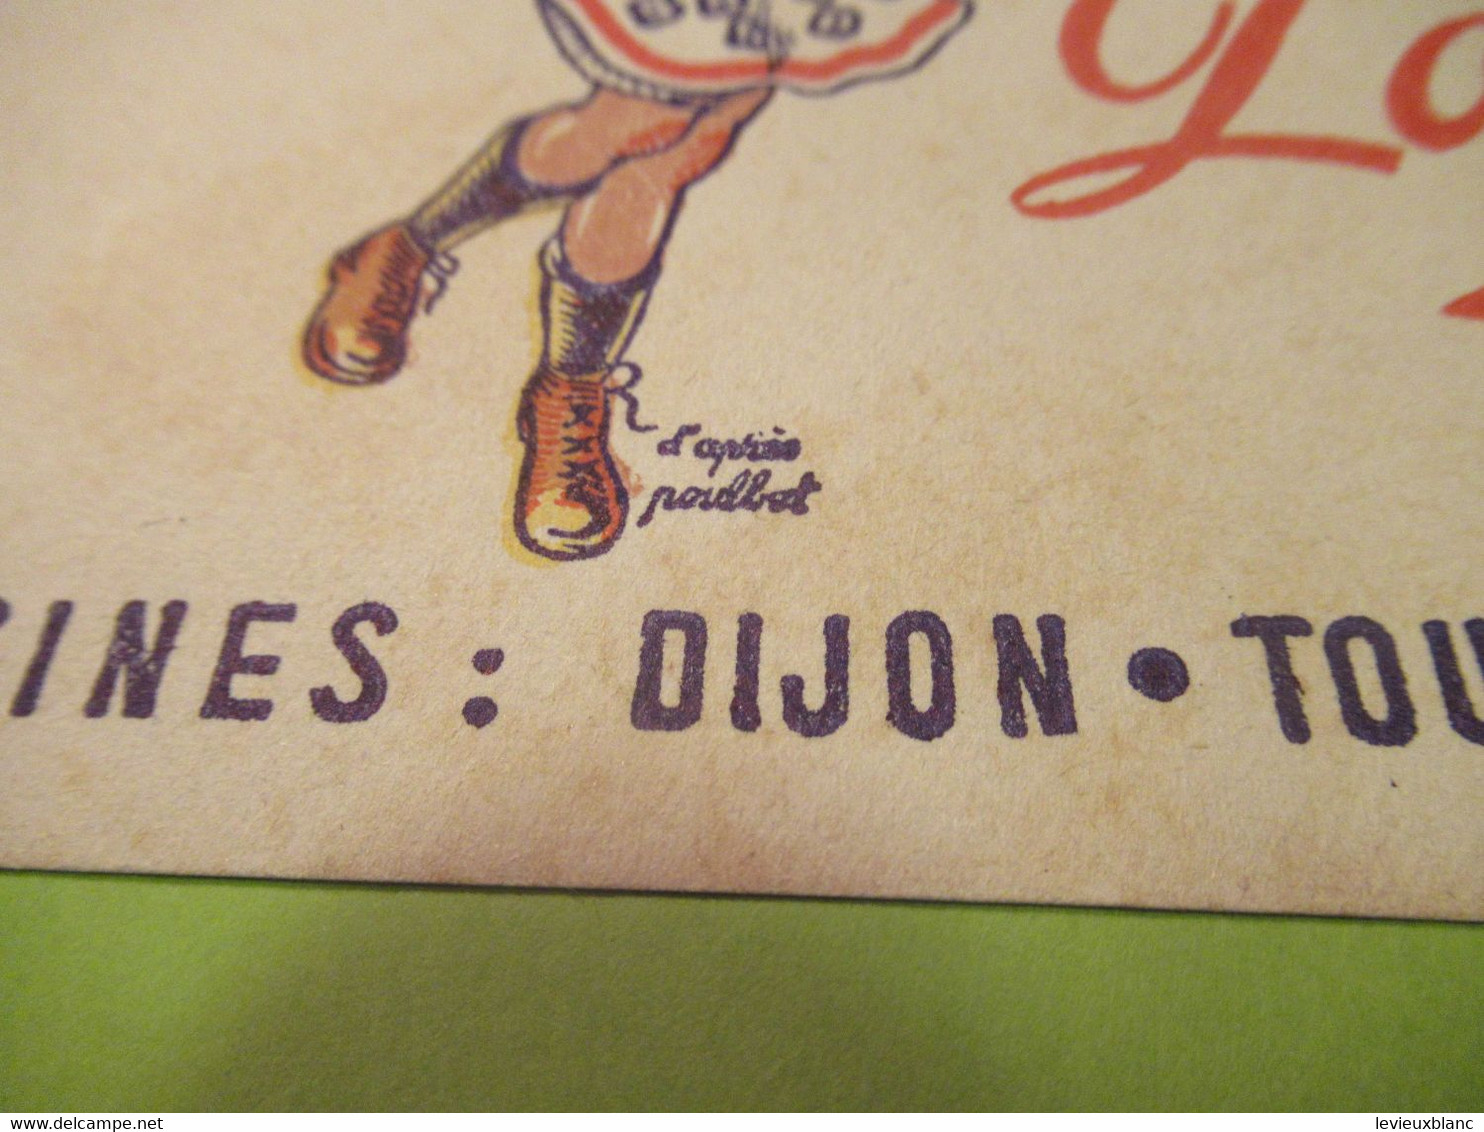 d'après
poulbot
INES : DIJON • TOU
www.delcampe.net
levieuxblanc